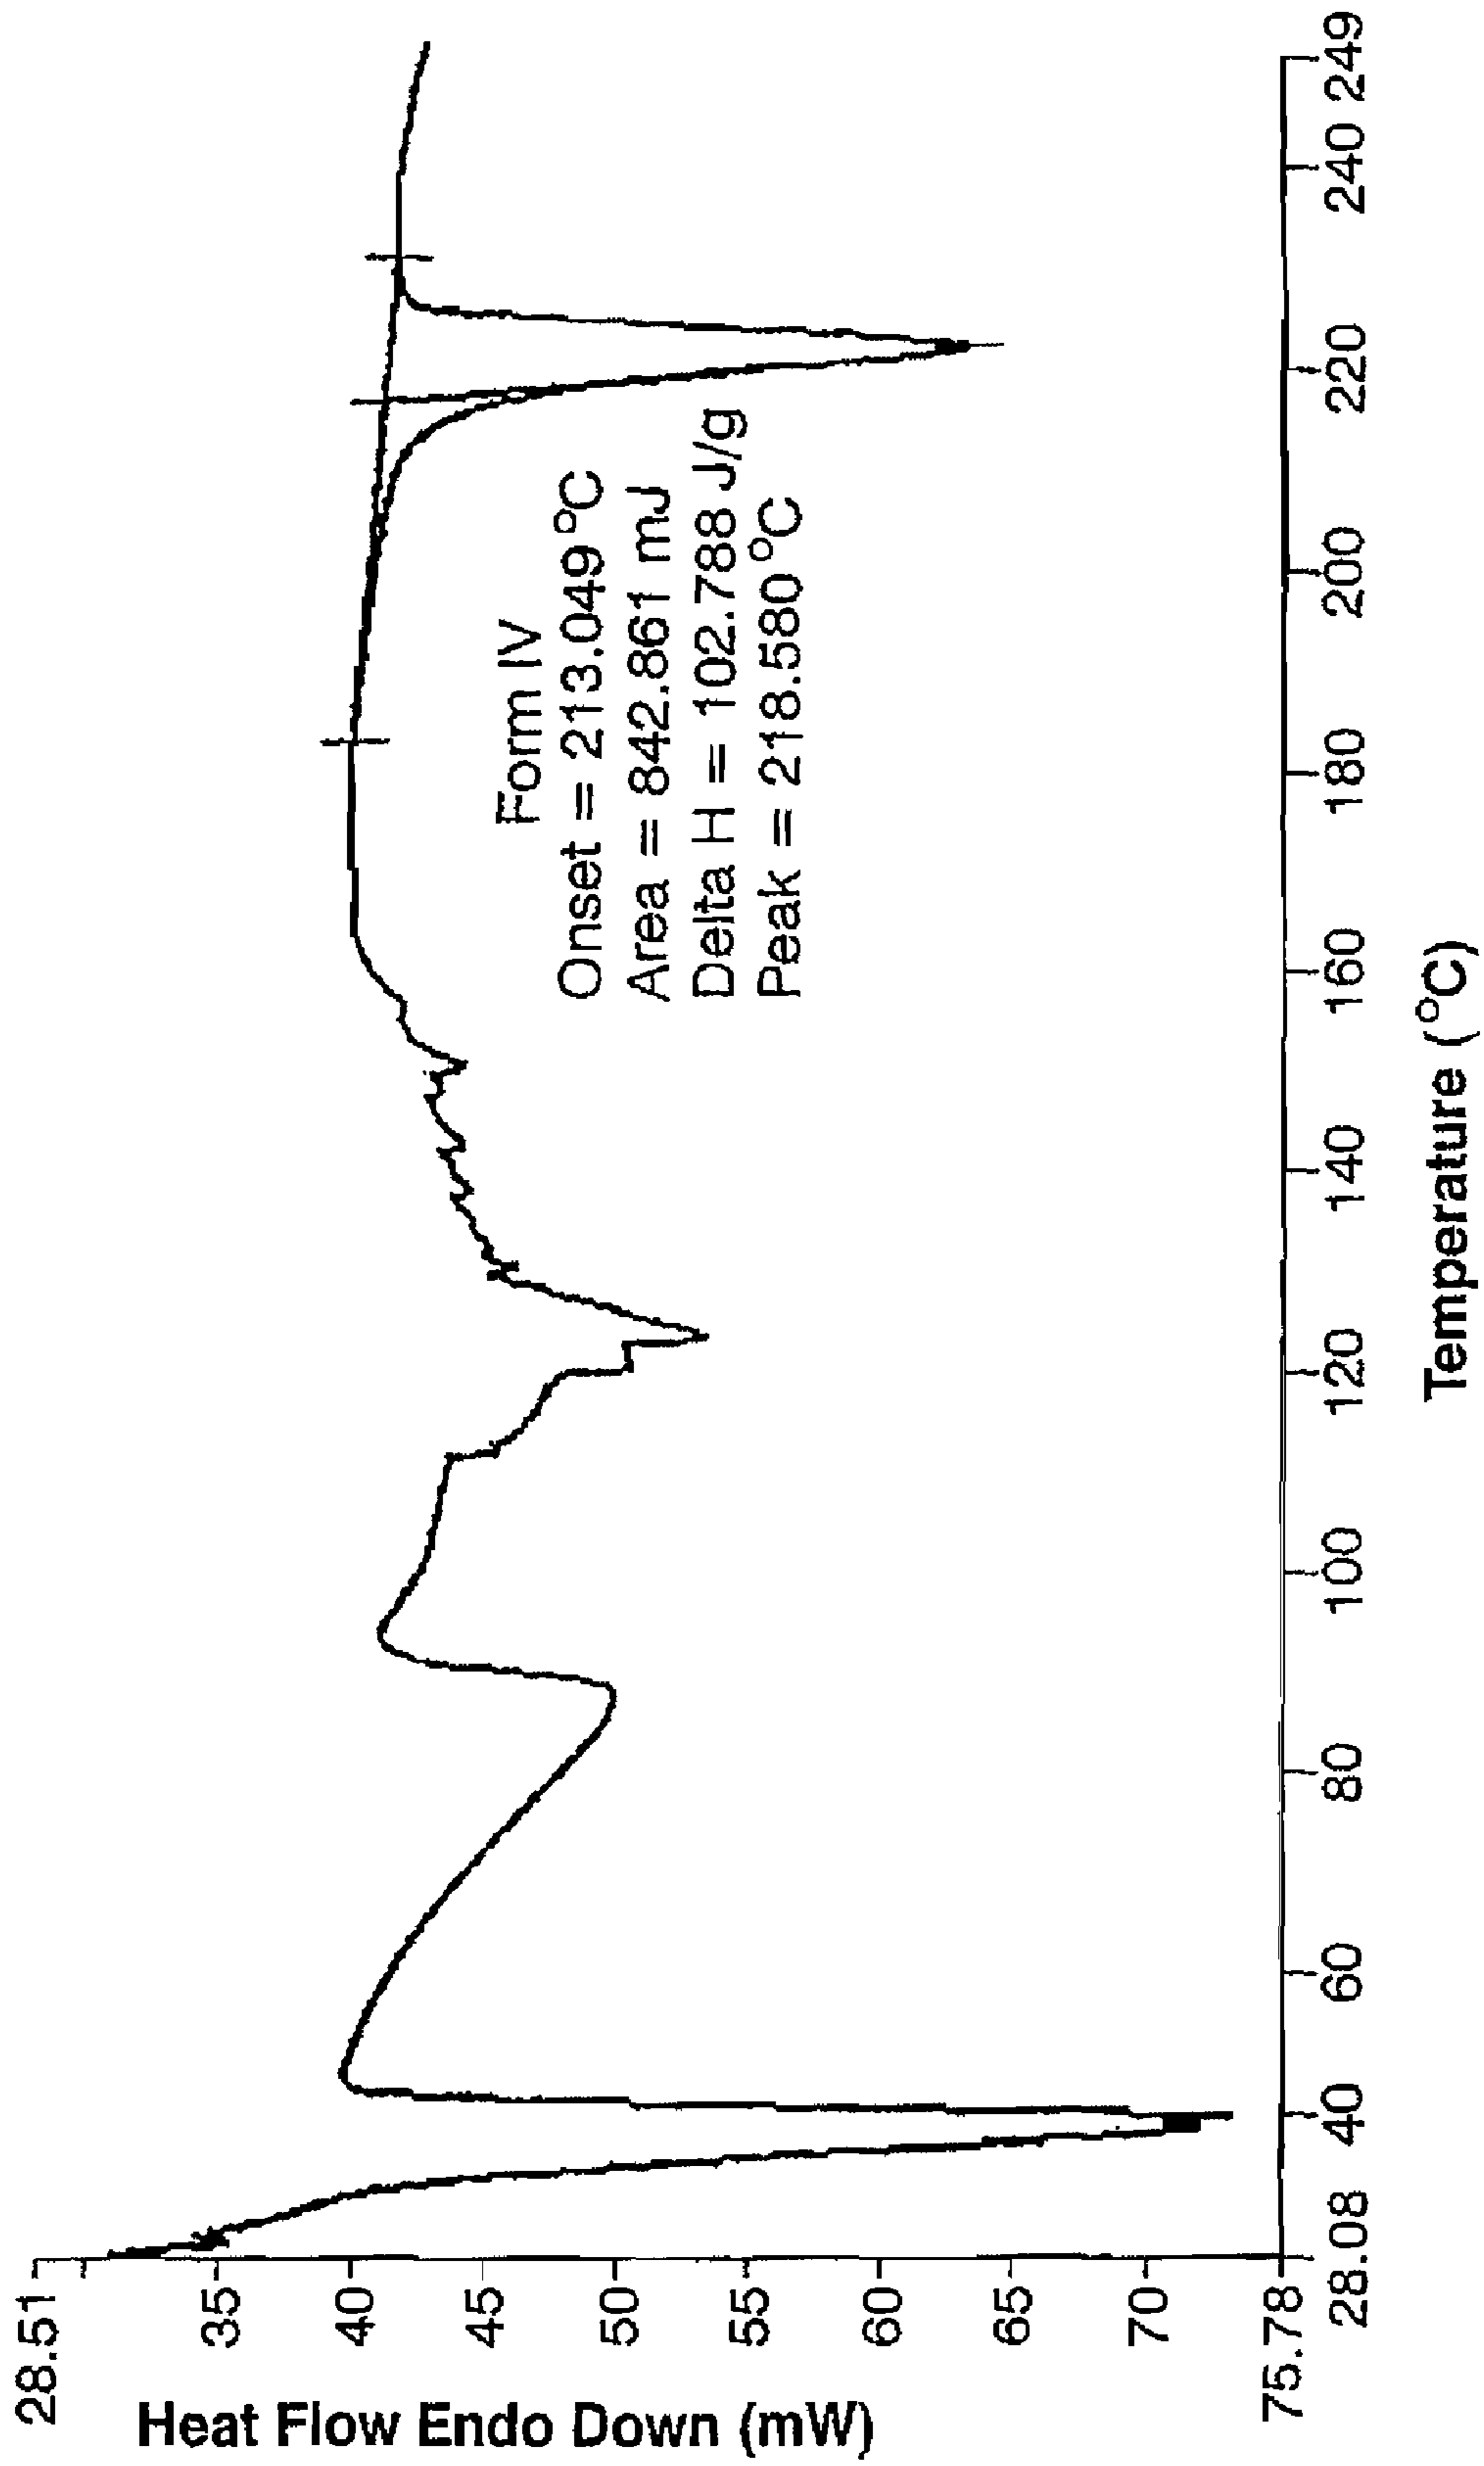 28.51
35
40
45
50
55
60
65
70
75.78
Heat Flow Endo Down (mW)
Form IV
Onset = 213.049 °C
Area = 842.861 mJ
Delta H = 102.788 J/g
Peak = 218.580 °C
28.08 40 60 80 100 120 140 160 180 200 220 240 249
Temperature (°C)